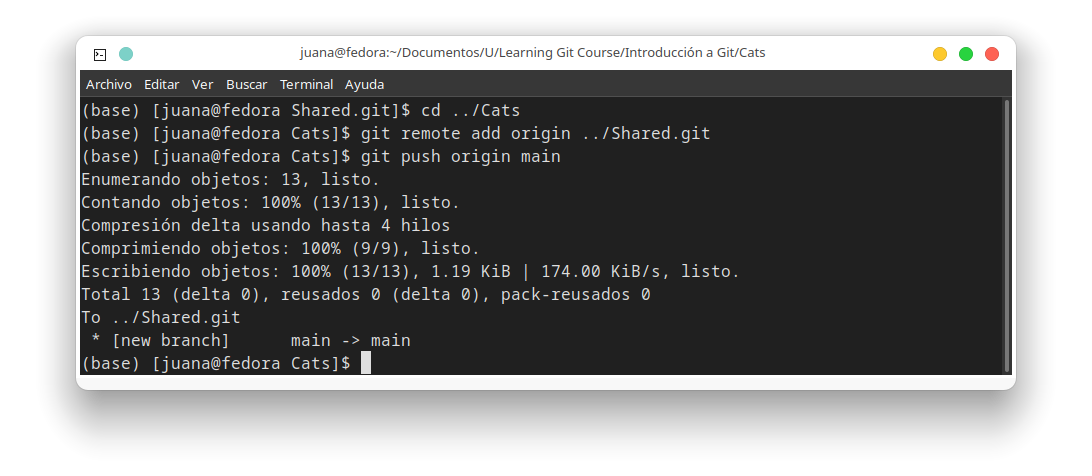 juana@fedora:~/Documentos/U/Learning Git Course/Introducción a Git/Cats
Archivo Editar Ver Buscar Terminal Ayuda
(base) [juana@fedora Shared.git]$ cd ../Cats
(base) [juana@fedora Cats]$ git remote add origin ../Shared.git
(base) [juana@fedora Cats]$ git push origin main
Enumerando objetos: 13, listo.
Contando objetos: 100% (13/13), listo.
Compresión delta usando hasta 4 hilos
Comprimiendo objetos: 100% (9/9), listo.
Escribiendo objetos: 100% (13/13), 1.19 KiB | 174.00 KiB/s, listo.
Total 13 (delta 0), reusados 0 (delta 0), pack-reusados 0
To ../Shared.git
 * [new branch]      main -> main
(base) [juana@fedora Cats]$